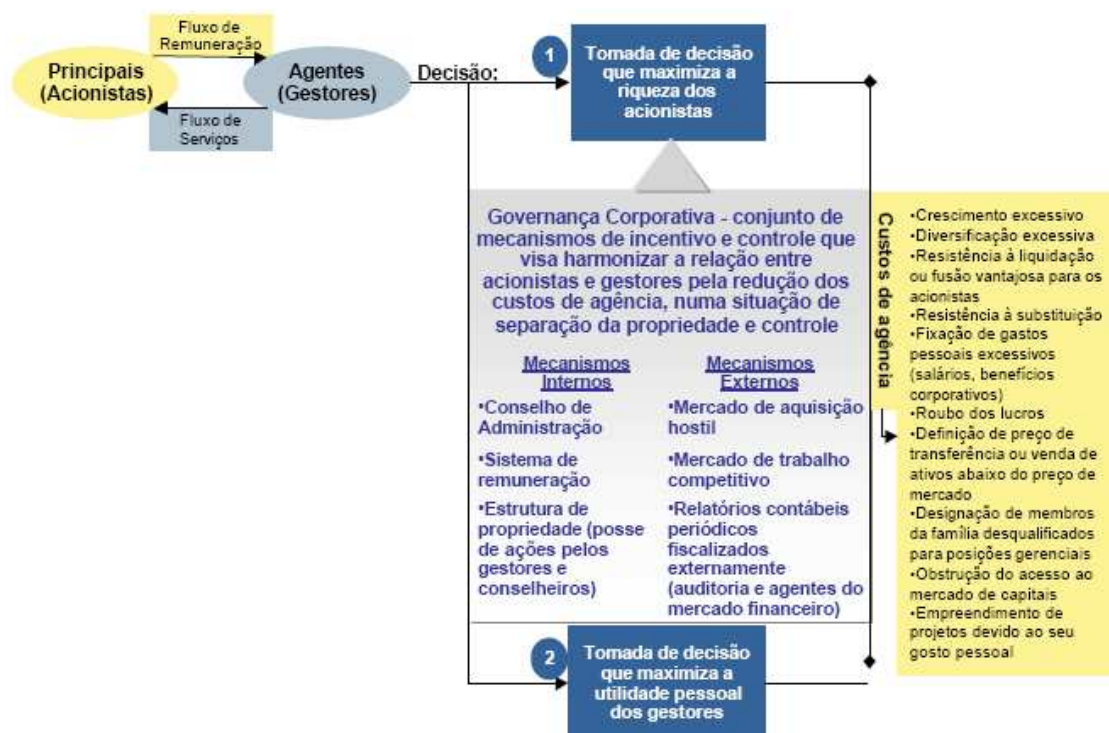 Fluxo de
Remuneração
Principais
(Acionistas)
Agentes
(Gestores)
Fluxo de
Serviços
Decisão:
1
Tomada de decisão
que maximiza a
riqueza dos
acionistas
Governança Corporativa - conjunto de
mecanismos de incentivo e controle que
visa harmonizar a relação entre
acionistas e gestores pela redução dos
custos de agência, numa situação de
separação da propriedade e controle
Mecanismos
Internos
•Conselho de
Administração
•Sistema de
remuneração
•Estrutura de
propriedade (posse
de ações pelos
gestores e
conselheiros)
Mecanismos
Externos
•Mercado de aquisição
hostil
•Mercado de trabalho
competitivo
•Relatórios contábeis
periódicos
fiscalizados
externamente
(auditoria e agentes do
mercado financeiro)
2
Tomada de decisão
que maximiza a
utilidade pessoal
dos gestores
Custos de agência
•Crescimento excessivo
•Diversificação excessiva
•Resistência à liquidação
ou fusão vantajosa para os
acionistas
•Resistência à substituição
•Fixação de gastos
pessoais excessivos
(salários, benefícios
corporativos)
•Roubo dos lucros
•Definição de preço de
transferência ou venda de
ativos abaixo do preço de
mercado
•Designação de membros
da família desqualificados
para posições gerenciais
•Obstrução do acesso ao
mercado de capitais
•Empreendimento de
projetos devido ao seu
gosto pessoal